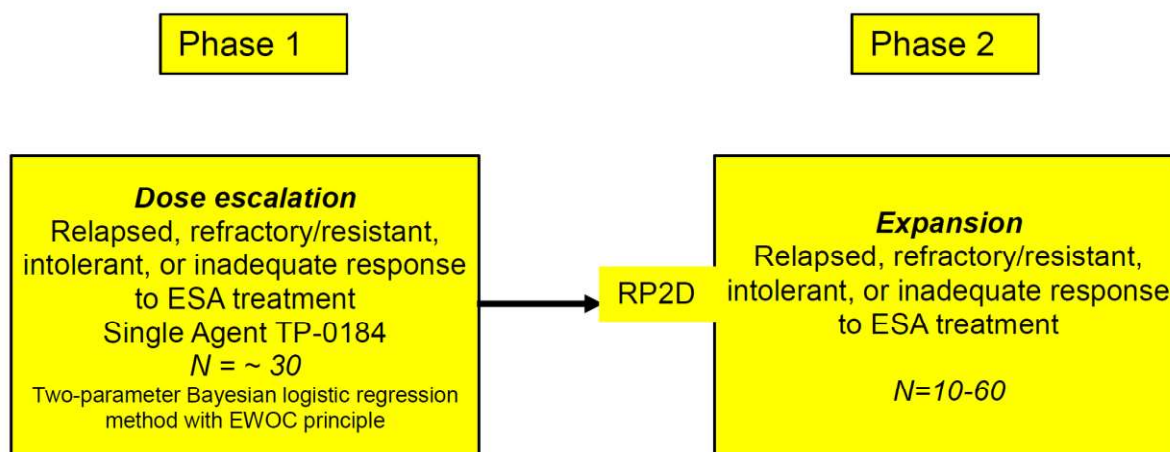 Phase 1
Phase 2
Dose escalation
Relapsed, refractory/resistant,
intolerant, or inadequate response
to ESA treatment
Single Agent TP-0184
N = ~ 30
Two-parameter Bayesian logistic regression
method with EWOC principle
RP2D
Expansion
Relapsed, refractory/resistant,
intolerant, or inadequate response
to ESA treatment
N=10-60